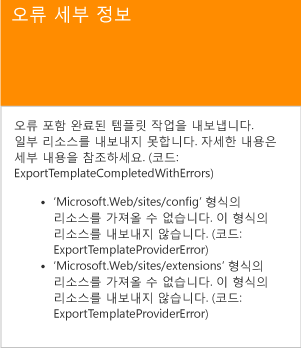 오류 세부 정보
오류 포함 완료된 템플릿 작업을 내보냅니다.
일부 리소스를 내보내지 못합니다. 자세한 내용은
세부 내용을 참조하세요. (코드:
ExportTemplateCompletedWithErrors)
• 'Microsoft.Web/sites/config' 형식의
리소스를 가져올 수 없습니다. 이 형식의
리소스를 내보내지 않습니다. (코드:
ExportTemplateProviderError)
• 'Microsoft.Web/sites/extensions' 형식의
리소스를 가져올 수 없습니다. 이 형식의
리소스를 내보내지 않습니다. (코드:
ExportTemplateProviderError)